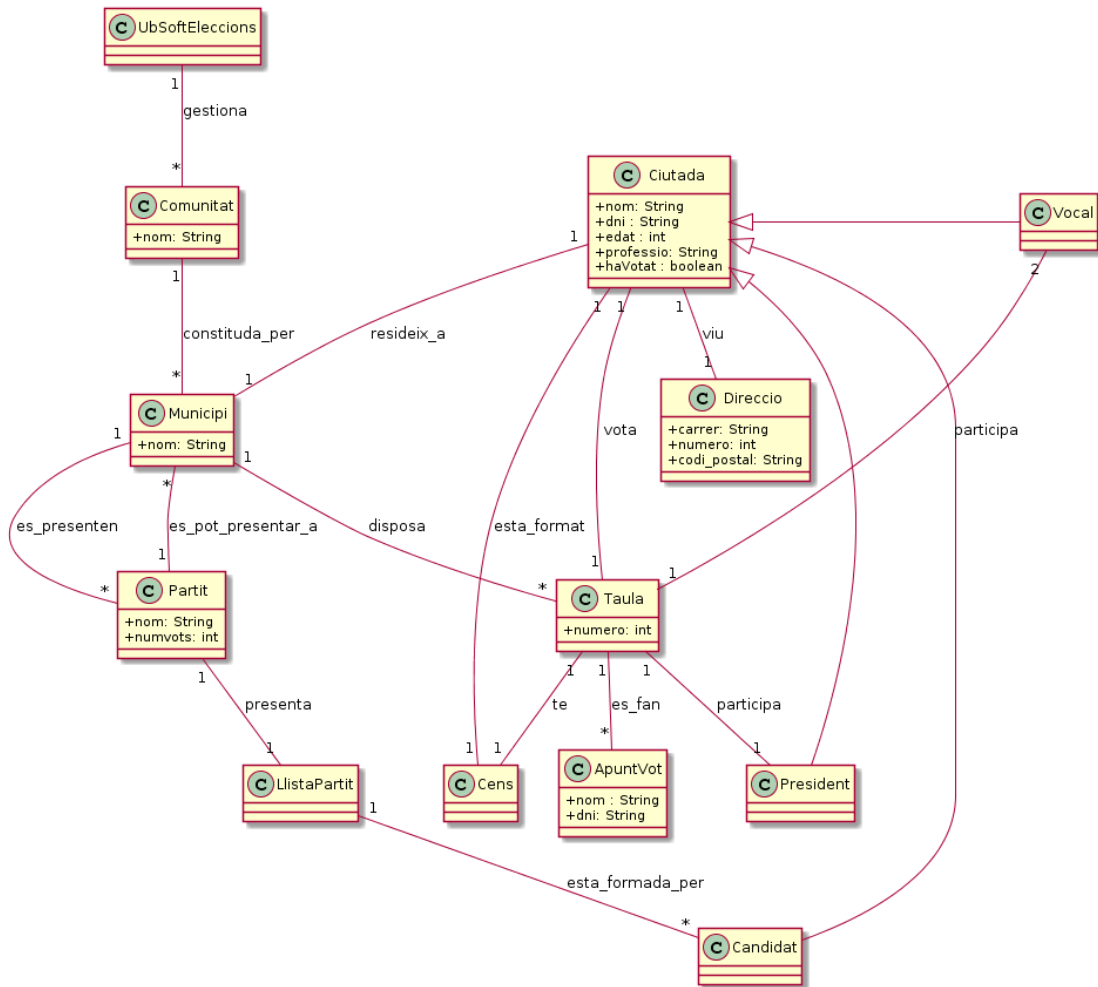 C UbSoftEleccions
1
gestiona
*
C Comunitat
+nom: String
1
constituda_per
*
C Ciutada
+nom: String
+dni : String
+edat : int
+professio: String
+haVotat : boolean
C Vocal
1
resideix_a
1
1
1
1
viu
1
2
C Municipi
+nom: String
C Direccio
+carrer: String
+numero: int
+codi_postal: String
vota
participa
1
*
1
es_presenten
es_pot_presentar_a
disposa
esta_format
*
1
*
1
1
C Partit
+nom: String
+numvots: int
C Taula
+numero: int
1
presenta
1
1
te
1
1
es_fan
*
1
participa
1
1
C LlistaPartit
C Cens
C ApuntVot
+nom : String
+dni: String
C President
1
esta_formada_per
*
C Candidat